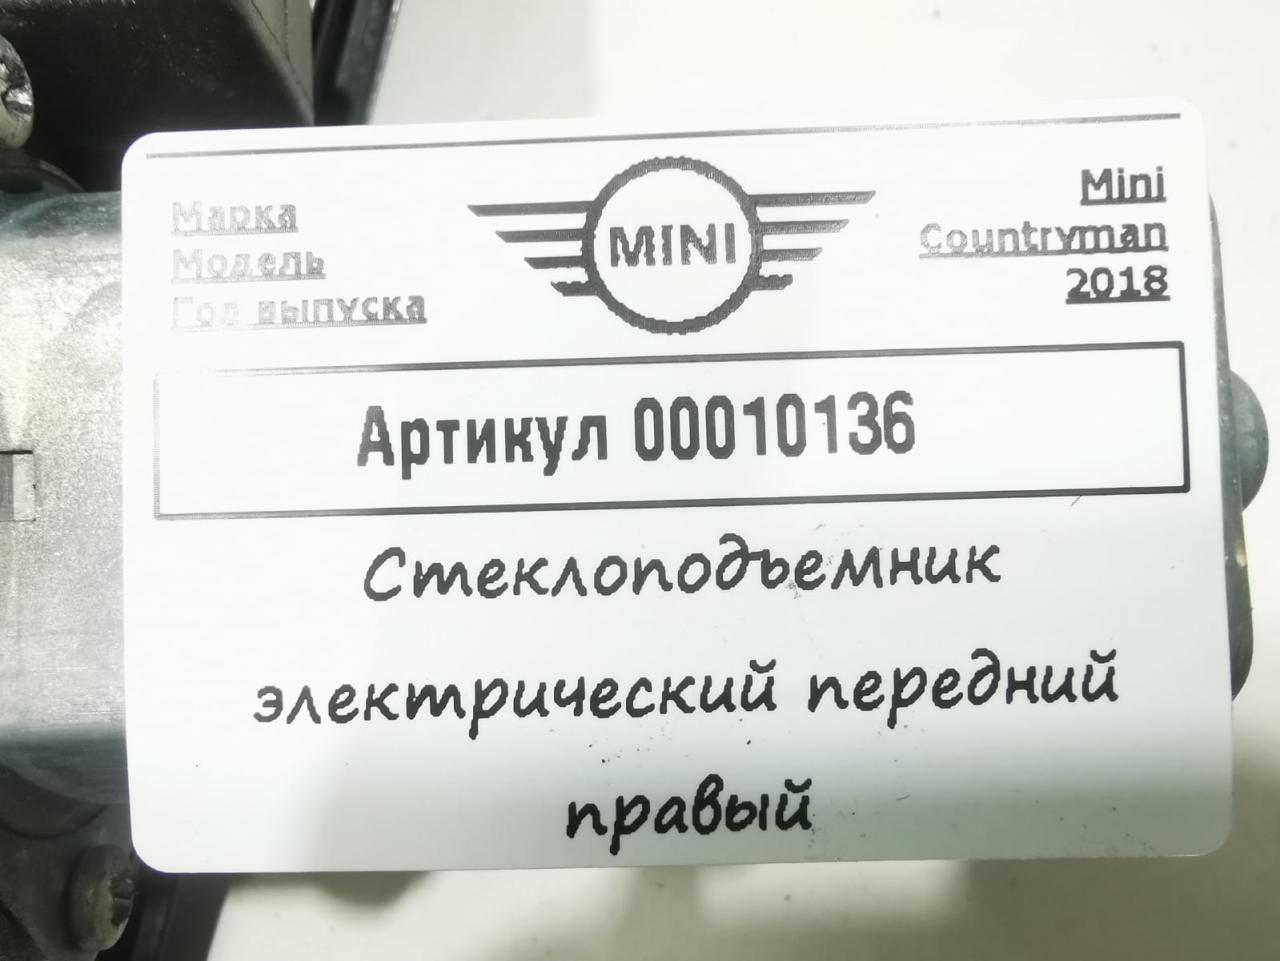 Марка
Модель
Год выпуска
MINI
Mini
Countryman
2018
Артикул 00010136
Стеклоподъемник
электрический передний
правый